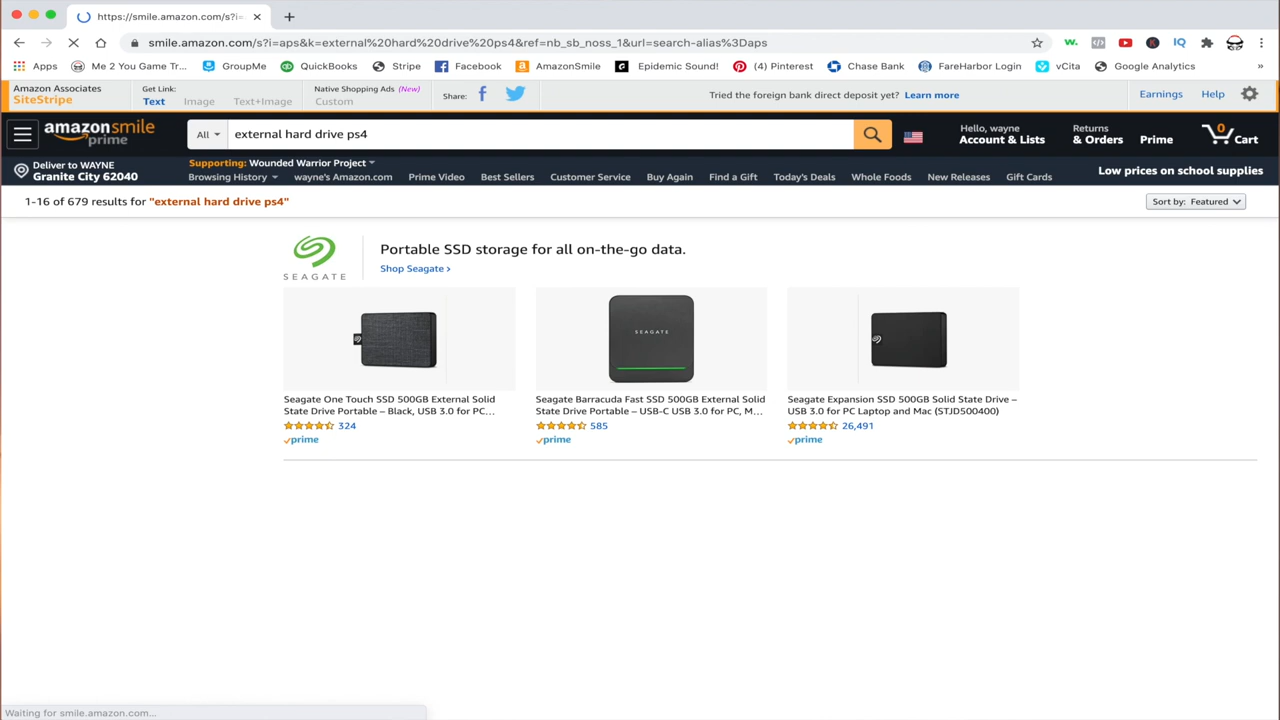 https://smile.amazon.com/s?i=
smile.amazon.com/s?i=aps&k=external%20hard%20drive%20ps4&ref=nb_sb_noss_1&url=search-alias%3Daps
Apps Me 2 You Game Tr... GroupMe QuickBooks Stripe Facebook AmazonSmile Epidemic Sound! (4) Pinterest Chase Bank FareHarbor Login vCita Google Analytics »
Amazon Associates
SiteStripe
Get Link:
Text Image Text+Image
Native Shopping Ads (New)
Custom
Share:
Tried the foreign bank direct deposit yet? Learn more
Earnings Help
amazonsmile
prime
All
external hard drive ps4
Hello, wayne
Account & Lists
Returns
& Orders
Prime
0
Cart
Deliver to WAYNE
Granite City 62040
Supporting: Wounded Warrior Project
Browsing History wayne's Amazon.com Prime Video Best Sellers Customer Service Buy Again Find a Gift Today's Deals Whole Foods New Releases Gift Cards
Low prices on school supplies
1-16 of 679 results for "external hard drive ps4"
Sort by: Featured
SEAGATE
Portable SSD storage for all on-the-go data.
Shop Seagate ›
SEAGATE
Seagate One Touch SSD 500GB External Solid
State Drive Portable – Black, USB 3.0 for PC...
324
prime
Seagate Barracuda Fast SSD 500GB External Solid
State Drive Portable – USB-C USB 3.0 for PC, M...
585
prime
Seagate Expansion SSD 500GB Solid State Drive –
USB 3.0 for PC Laptop and Mac (STJD500400)
26,491
prime
Waiting for smile.amazon.com...